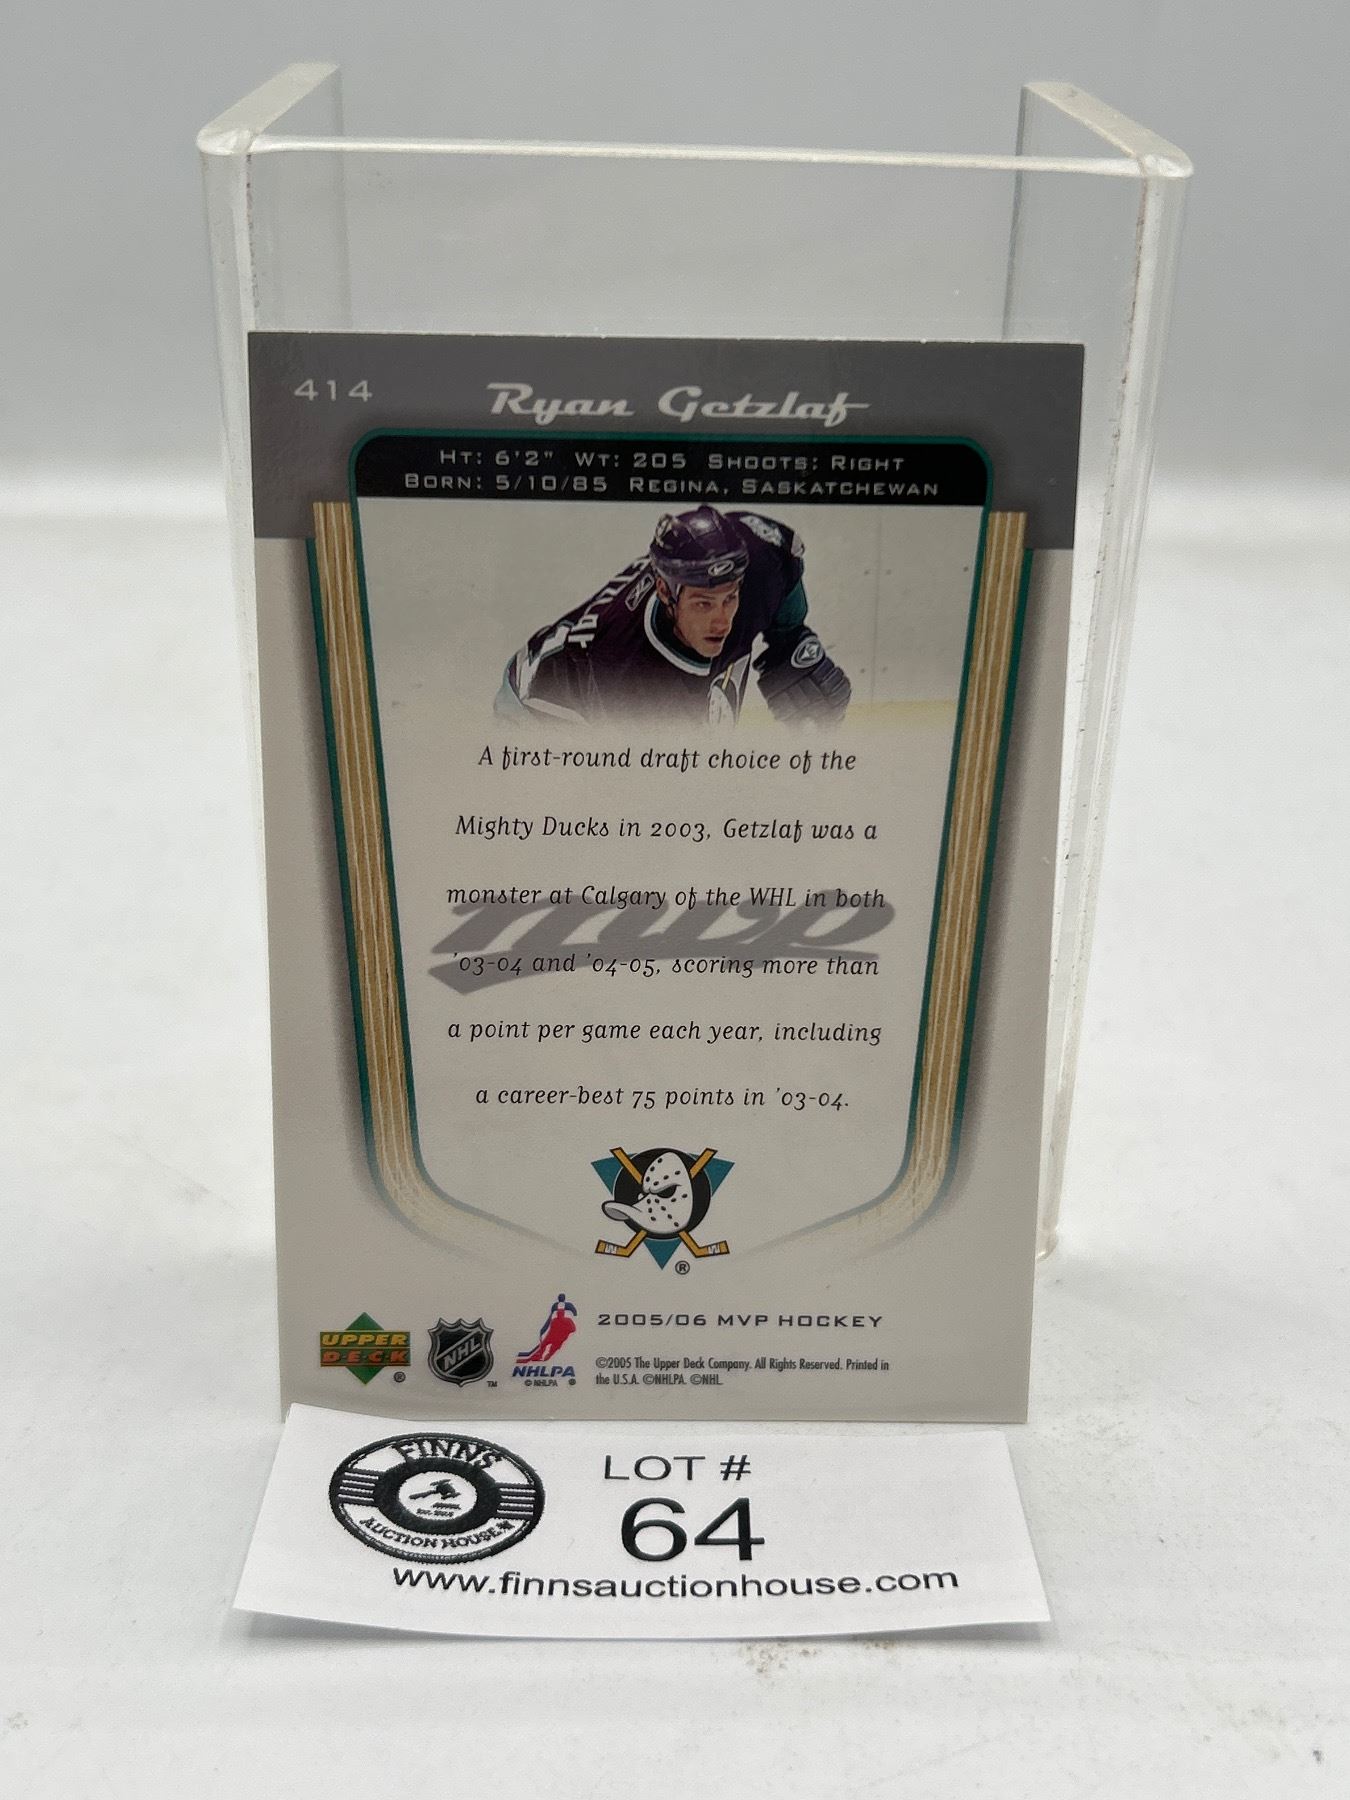 414
Ryan Getzlaf
HT: 6'2" WT: 205 SHOOTS: RIGHT
BORN: 5/10/85 REGINA, SASKATCHEWAN
A first-round draft choice of the
Mighty Ducks in 2003, Getzlaf was a
monster at Calgary of the WHL in both
mvp
'03-04 and '04-05, scoring more than
a point per game each year, including
a career-best 75 points in '03-04.
®
UPPER
DECK
®
NHL
™
NHLPA
© NHLPA ®
2005/06 MVP HOCKEY
©2005 The Upper Deck Company. All Rights Reserved. Printed in
the U.S.A. ©NHLPA. ©NHL.
FINNS
AUCTION HOUSE
LOT #
64
www.finnsauctionhouse.com